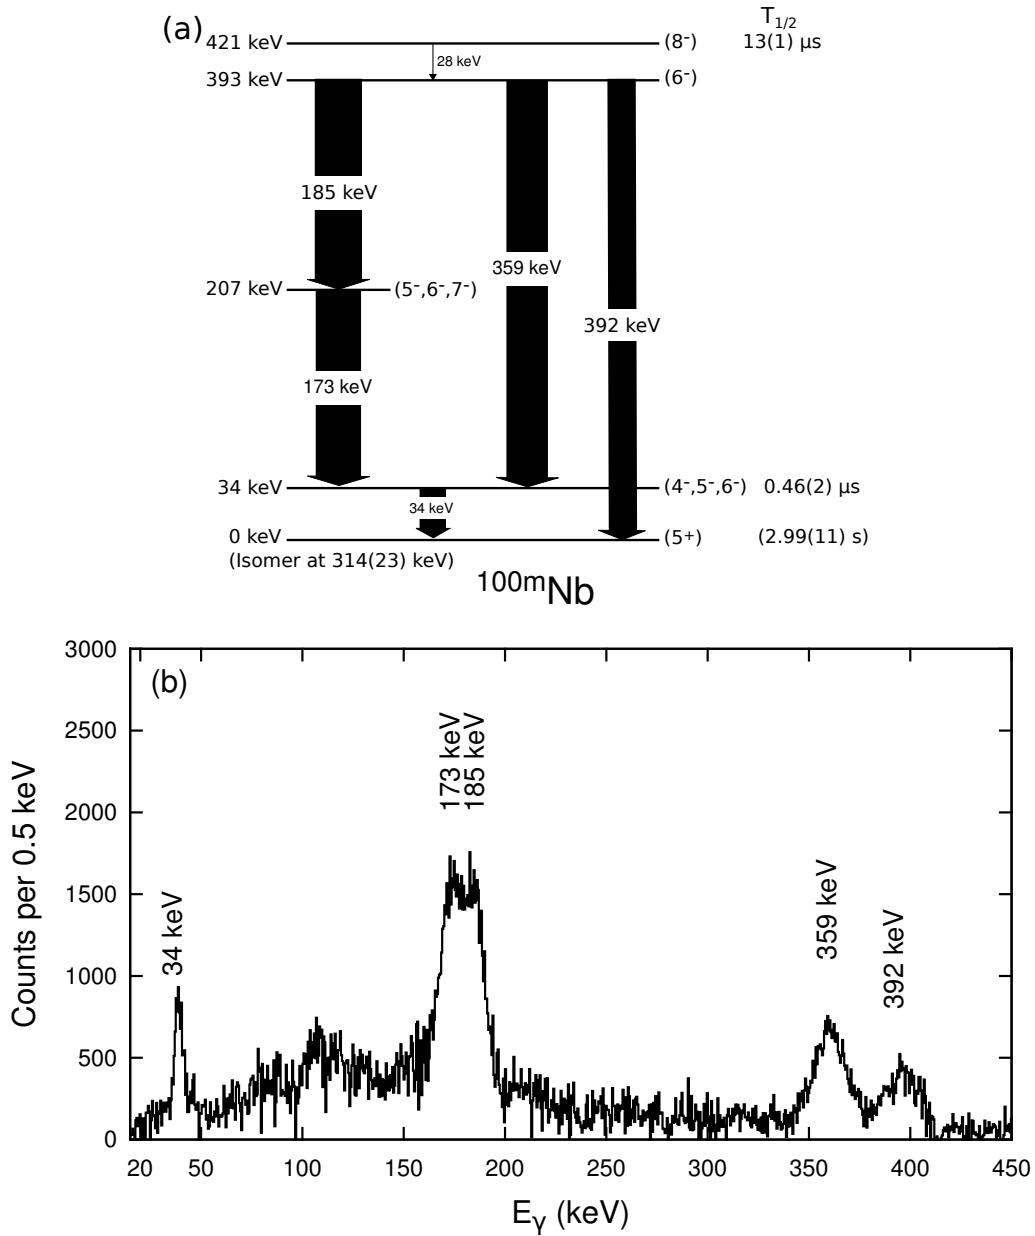 (a)
T1/2
421 keV (8-) 13(1) μs
28 keV
393 keV (6-)
185 keV
359 keV
207 keV (5-,6-,7-)
392 keV
173 keV
34 keV (4-,5-,6-) 0.46(2) μs
34 keV
0 keV (5+) (2.99(11) s)
(Isomer at 314(23) keV)
100mNb
(b)
3000
2500
2000
1500
1000
500
0
Counts per 0.5 keV
34 keV
173 keV
185 keV
359 keV
392 keV
20 50 100 150 200 250 300 350 400 450
Eγ (keV)